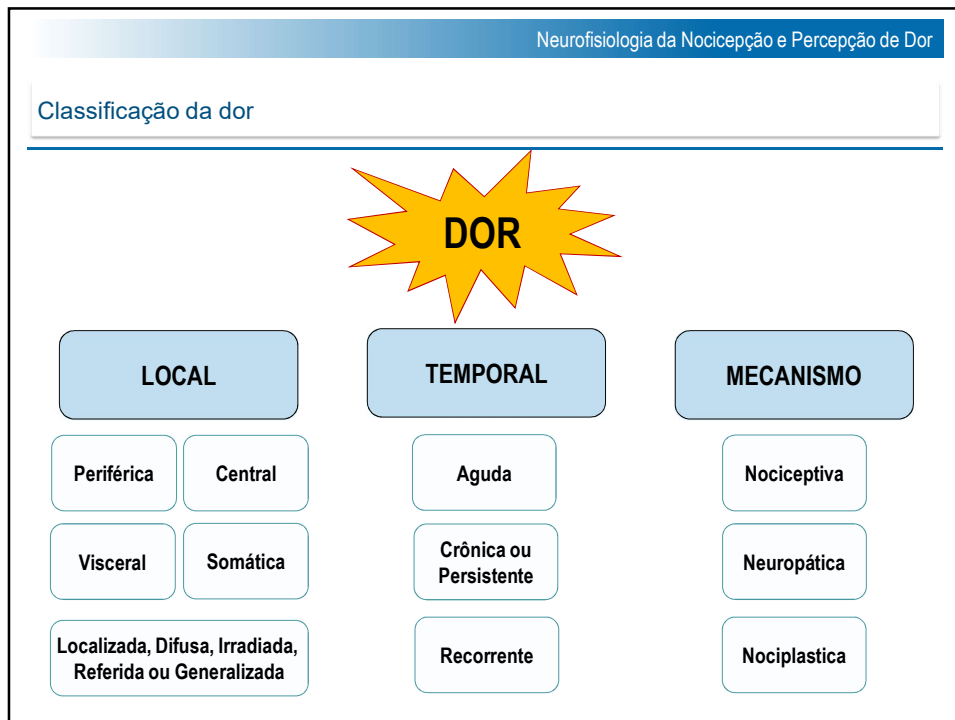 Neurofisiologia da Nocicepção e Percepção de Dor
Classificação da dor
DOR
LOCAL
Periférica
Central
Visceral
Somática
Localizada, Difusa, Irradiada,
Referida ou Generalizada
TEMPORAL
Aguda
Crônica ou
Persistente
Recorrente
MECANISMO
Nociceptiva
Neuropática
Nociplastica